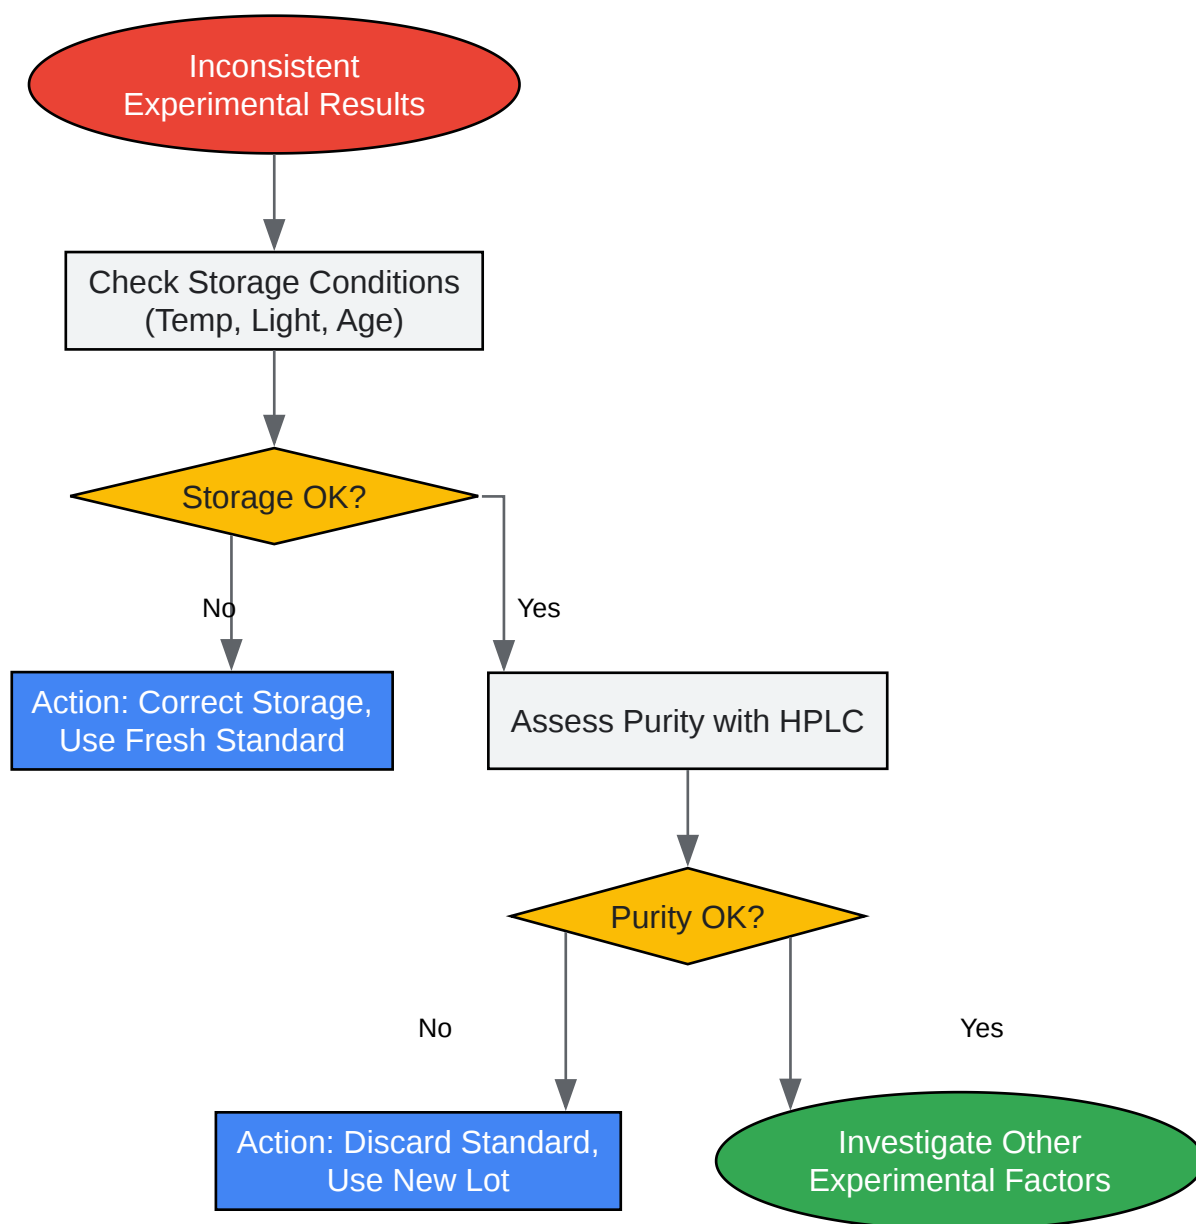 Inconsistent
Experimental Results
Check Storage Conditions
(Temp, Light, Age)
Storage OK?
No
Yes
Action: Correct Storage,
Use Fresh Standard
Assess Purity with HPLC
Purity OK?
No
Yes
Action: Discard Standard,
Use New Lot
Investigate Other
Experimental Factors